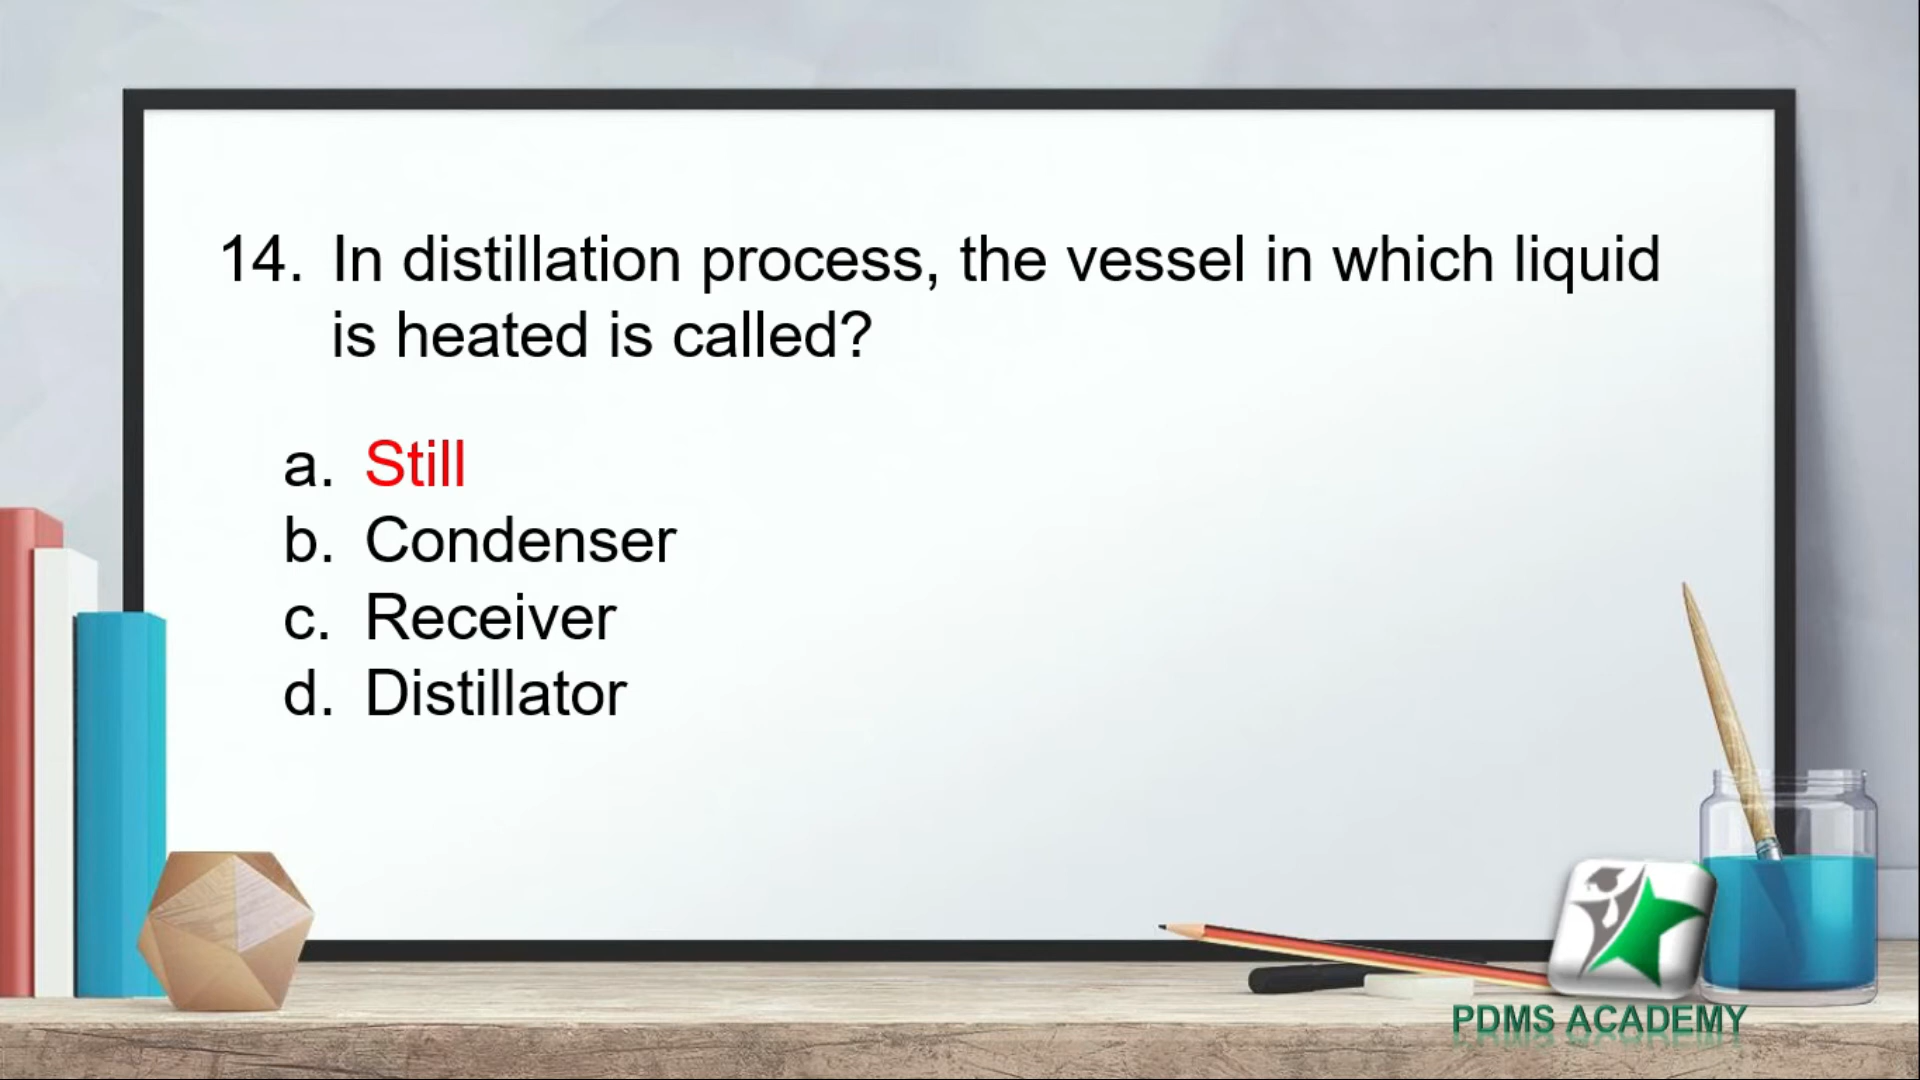 14. In distillation process, the vessel in which liquid
is heated is called?
a. Still
b. Condenser
c. Receiver
d. Distillator
PDMS ACADEMY